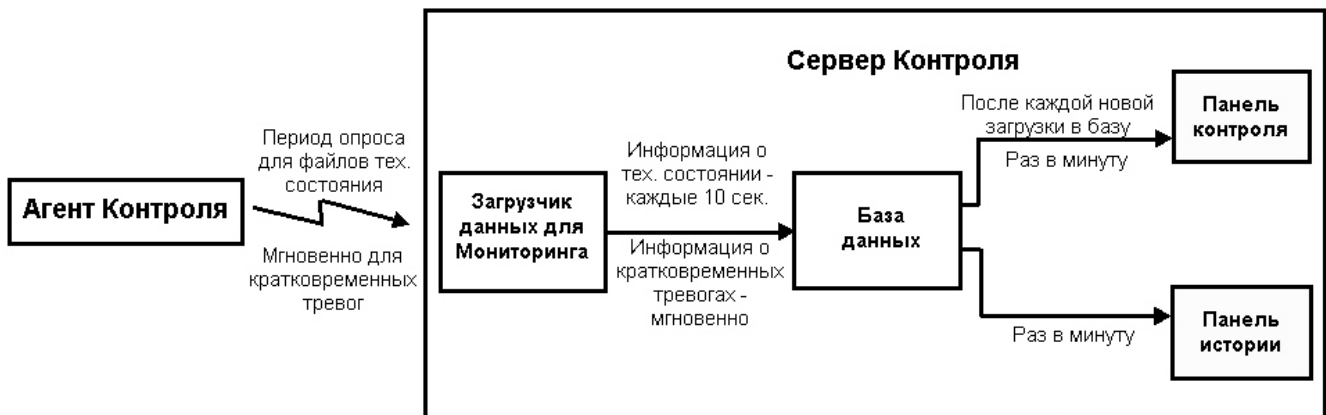 Сервер Контроля
Период опроса
для файлов тех.
состояния
Агент Контроля
Мгновенно для
кратковременных
тревог
Загрузчик
данных для
Мониторинга
Информация о
тех. состоянии -
каждые 10 сек.
Информация о
кратковременных
тревогах -
мгновенно
База
данных
После каждой новой
загрузки в базу
Раз в минуту
Панель
контроля
Раз в минуту
Панель
истории